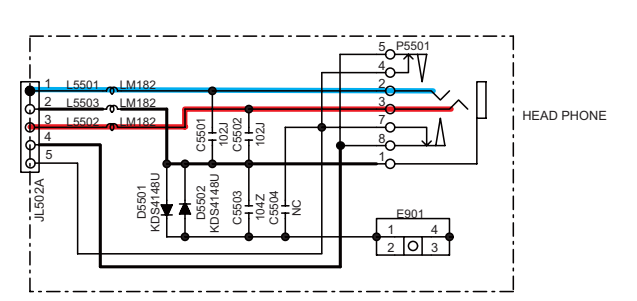 5 P5501
4
1 L5501 LM182 2
2 L5503 LM182 3
3 L5502 LM182 7
4 8
5 1
HEAD PHONE
JL502A
C5501
102J
C5502
102J
D5501
KDS4148U
D5502
KDS4148U
C5503
104Z
C5504
NC
E901
1 4
2 3